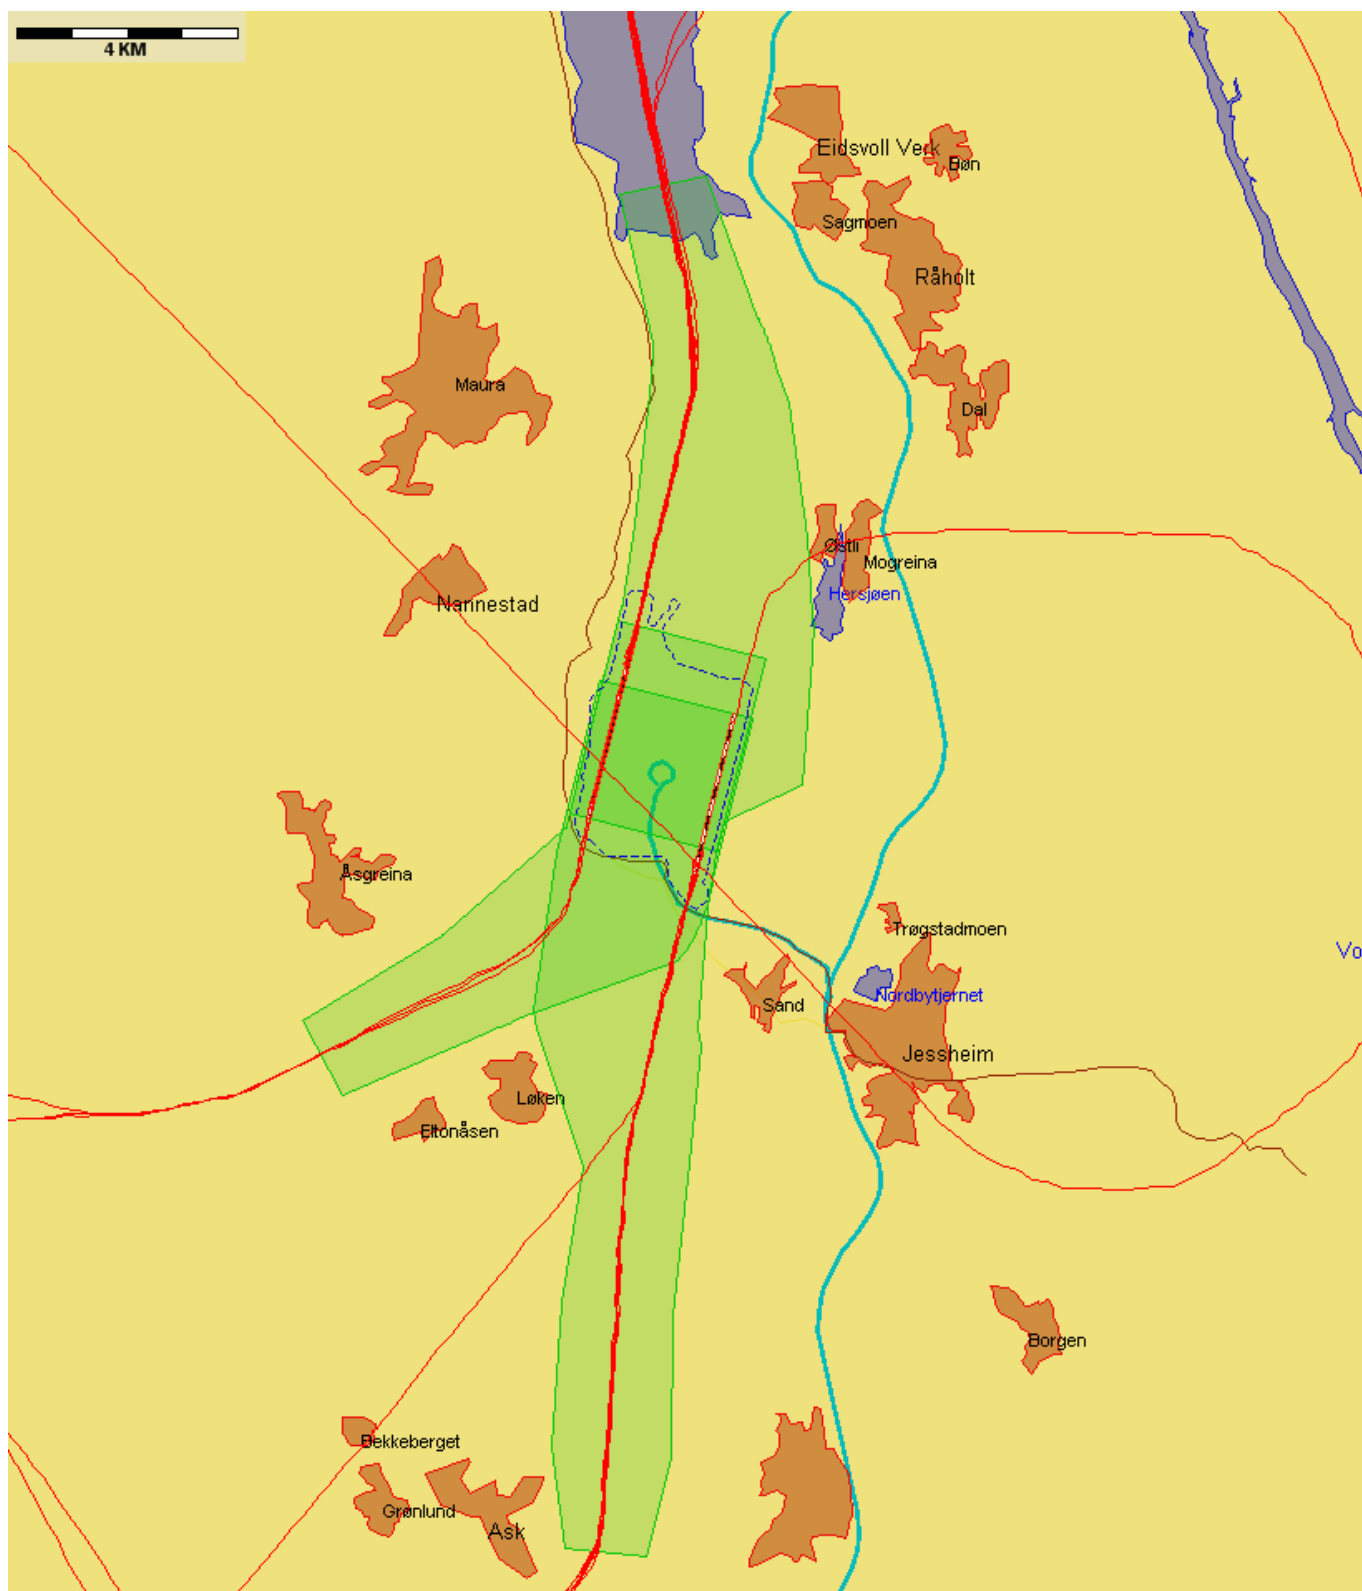 4 KM
Eidsvoll Verk
Bøn
Sagmoen
Råholt
Maura
Dal
Østli
Mogreina
Hersjøen
Nannestad
Åsgreina
Trøgstadmoen
Vo
Nordbytjernet
Sand
Jessheim
Løken
Eltonåsen
Borgen
Bekkeberget
Grønlund
Ask